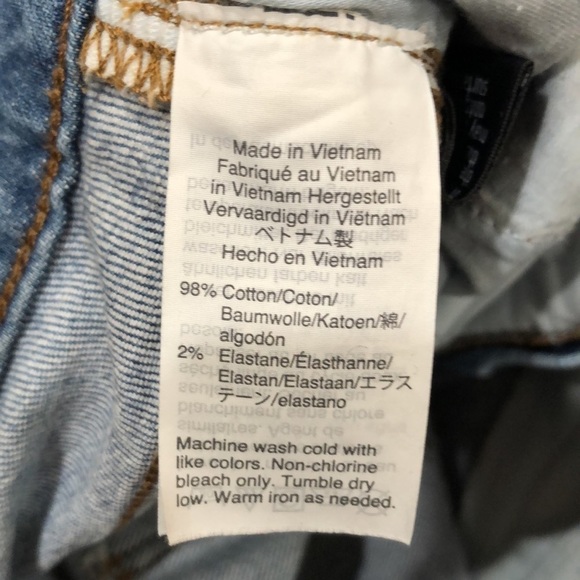 Made in Vietnam
Fabriqué au Vietnam
in Vietnam Hergestellt
Vervaardigd in Viëtnam
ベトナム製
Hecho en Vietnam
98% Cotton/Coton/
Baumwolle/Katoen/綿/
algodón
2% Elastane/Élasthanne/
Elastan/Elastaan/エラス
テーン/elastano
Machine wash cold with
like colors. Non-chlorine
bleach only. Tumble dry
low. Warm iron as needed.